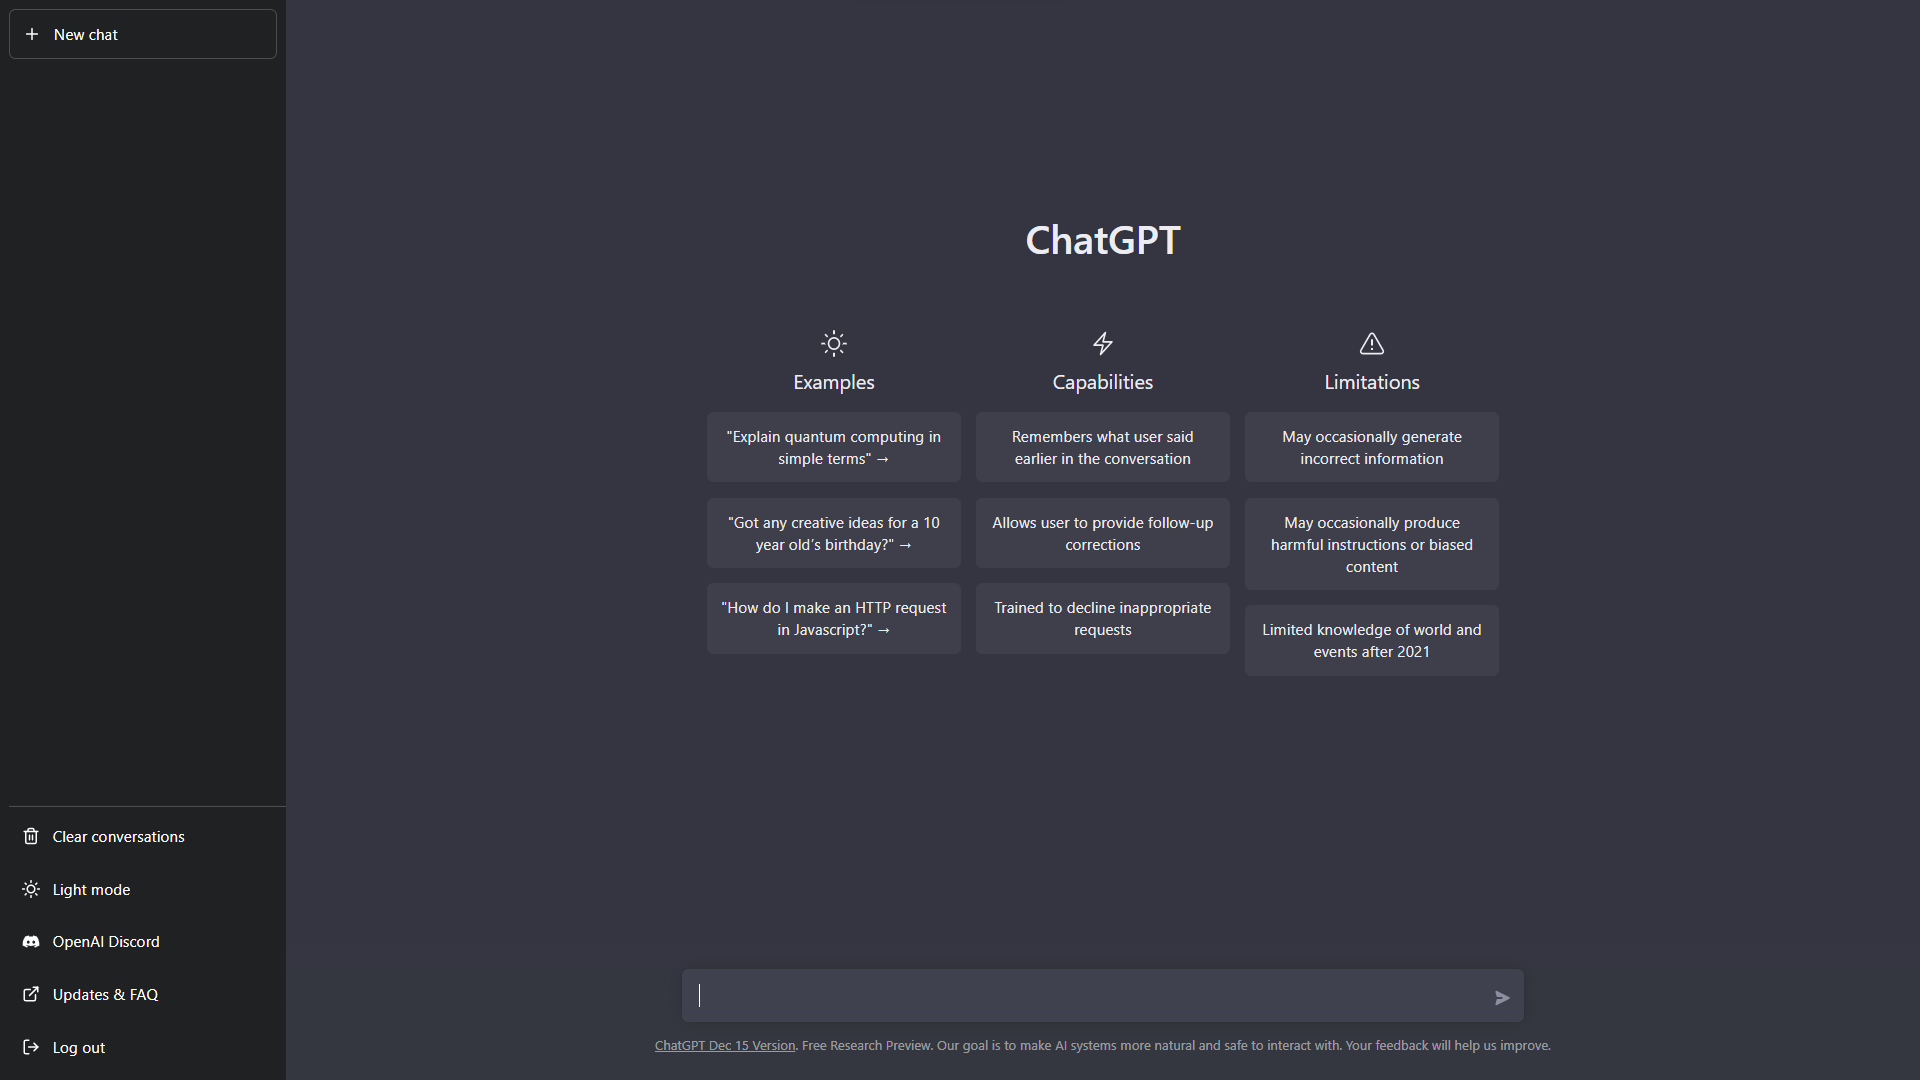 New chat
ChatGPT
Examples
"Explain quantum computing in
simple terms" →
"Got any creative ideas for a 10
year old’s birthday?" →
"How do I make an HTTP request
in Javascript?" →
Capabilities
Remembers what user said
earlier in the conversation
Allows user to provide follow-up
corrections
Trained to decline inappropriate
requests
Limitations
May occasionally generate
incorrect information
May occasionally produce
harmful instructions or biased
content
Limited knowledge of world and
events after 2021
Clear conversations
Light mode
OpenAI Discord
Updates & FAQ
Log out
ChatGPT Dec 15 Version. Free Research Preview. Our goal is to make AI systems more natural and safe to interact with. Your feedback will help us improve.